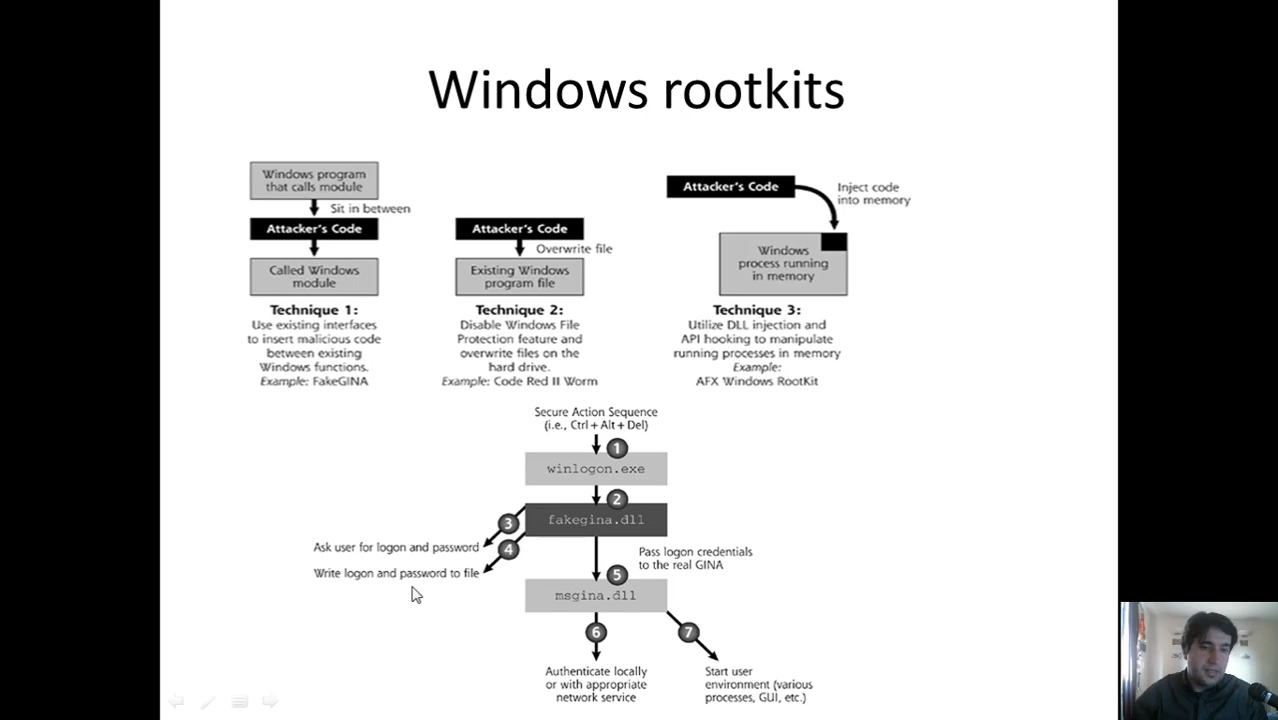 Windows rootkits
Windows program
that calls module
Sit in between
Attacker's Code
Called Windows
module
Technique 1:
Use existing interfaces
to insert malicious code
between existing
Windows functions.
Example: FakeGINA
Attacker's Code
Overwrite file
Existing Windows
program file
Technique 2:
Disable Windows File
Protection feature and
overwrite files on the
hard drive.
Example: Code Red II Worm
Attacker's Code
Inject code
into memory
Windows
process running
in memory
Technique 3:
Utilize DLL injection and
API hooking to manipulate
running processes in memory
Example:
AFX Windows RootKit
Secure Action Sequence
(i.e., Ctrl + Alt + Del)
1
winlogon.exe
2
fakegina.dll
3
Ask user for logon and password
4
Write logon and password to file
Pass logon credentials
to the real GINA
5
msgina.dll
6
Authenticate locally
or with appropriate
network service
7
Start user
environment (various
processes, GUI, etc.)